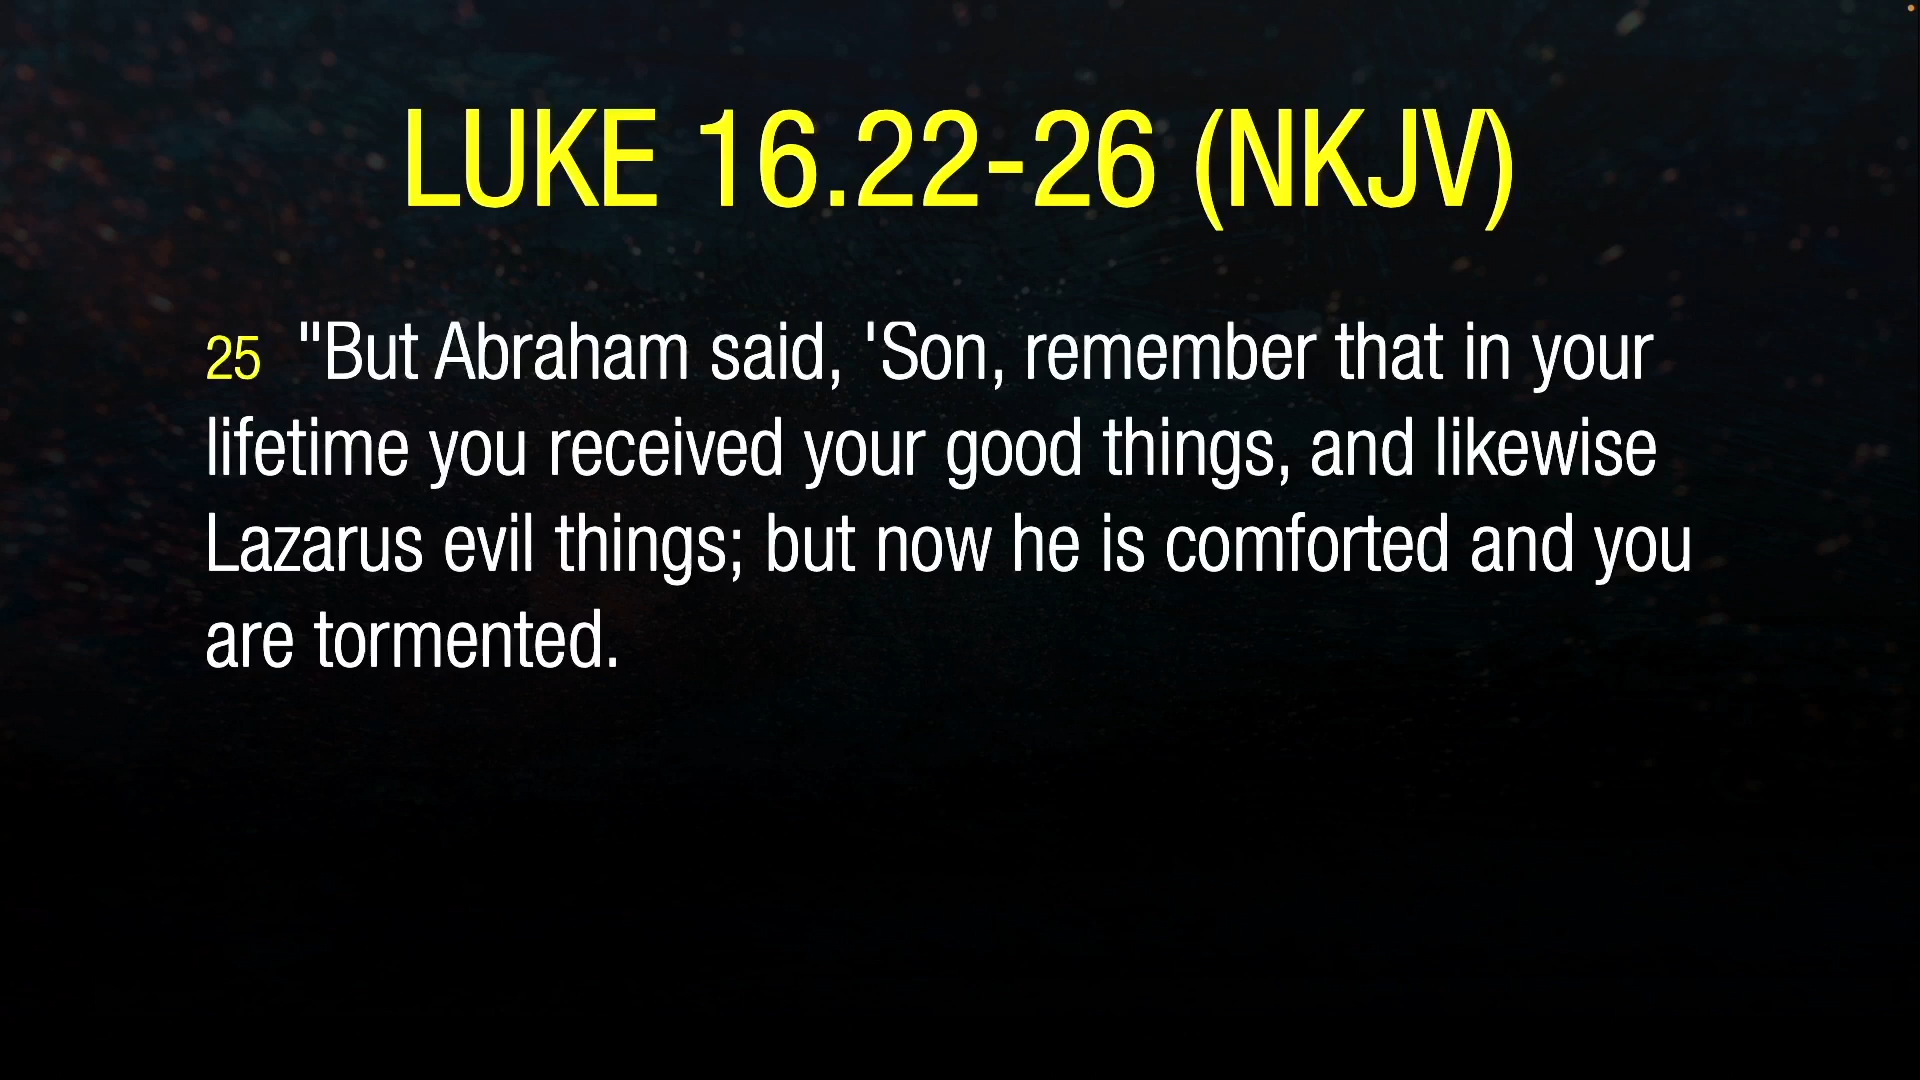 LUKE 16.22-26 (NKJV)
25 "But Abraham said, 'Son, remember that in your
lifetime you received your good things, and likewise
Lazarus evil things; but now he is comforted and you
are tormented.